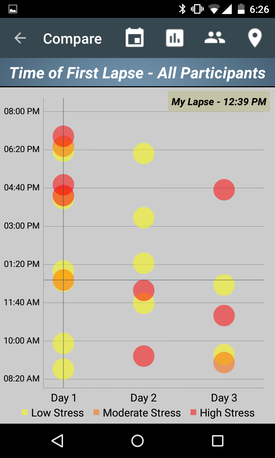 6:26
Compare
Time of First Lapse - All Participants
My Lapse - 12:39 PM
08:00 PM
06:20 PM
04:40 PM
03:00 PM
01:20 PM
11:40 AM
10:00 AM
08:20 AM
Day 1 Day 2 Day 3
Low Stress Moderate Stress High Stress